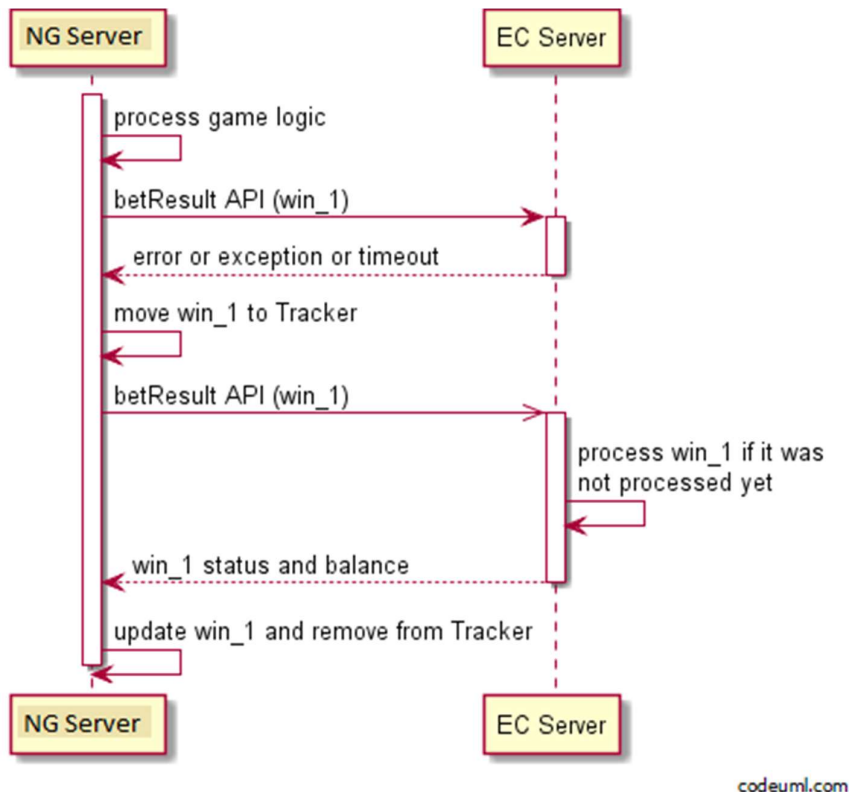 NG Server
EC Server
process game logic
betResult API (win_1)
error or exception or timeout
move win_1 to Tracker
betResult API (win_1)
process win_1 if it was
not processed yet
win_1 status and balance
update win_1 and remove from Tracker
NG Server
EC Server
codeuml.com